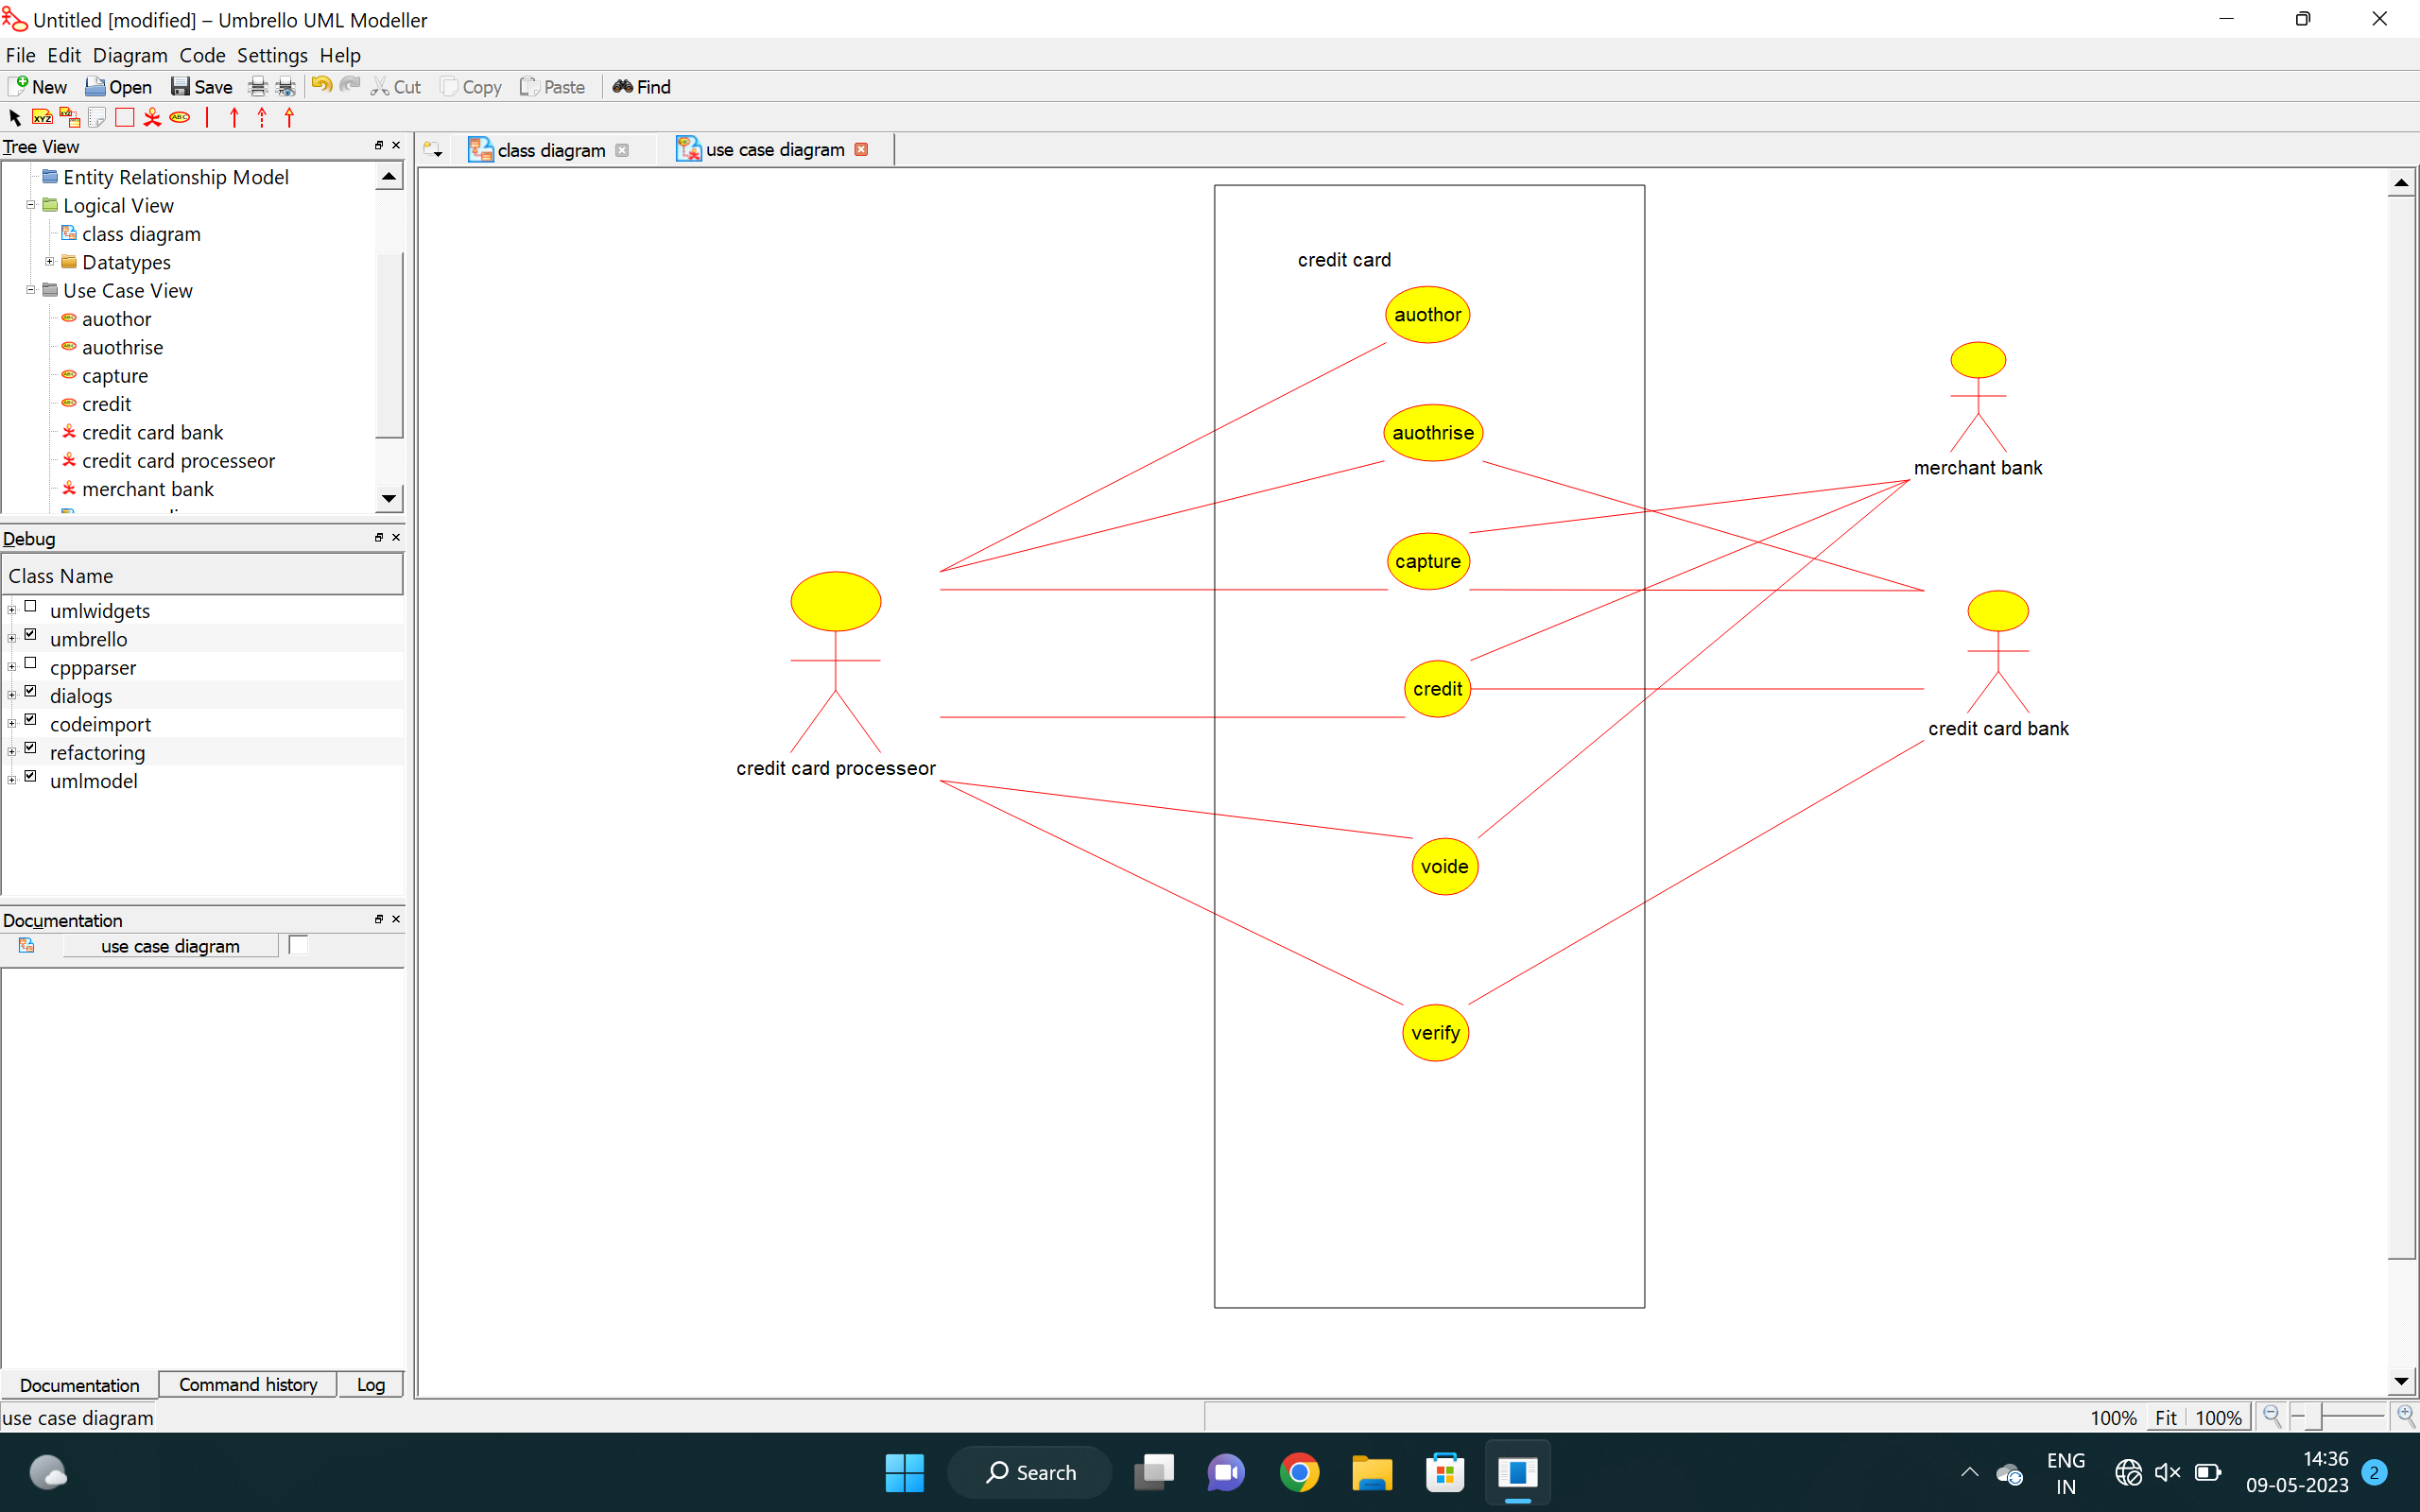 Untitled [modified] – Umbrello UML Modeller
File Edit Diagram Code Settings Help
New Open Save Cut Copy Paste Find
Tree View
class diagram use case diagram
Entity Relationship Model
Logical View
class diagram
Datatypes
Use Case View
auothor
auothrise
capture
credit
credit card bank
credit card processeor
merchant bank
Debug
Class Name
umlwidgets
umbrello
cppparser
dialogs
codeimport
refactoring
umlmodel
Documentation
use case diagram
Documentation Command history Log
use case diagram
credit card
auothor
auothrise
capture
credit
voide
verify
credit card processeor
merchant bank
credit card bank
100% Fit 100%
Search
ENG
IN
14:36
09-05-2023
2